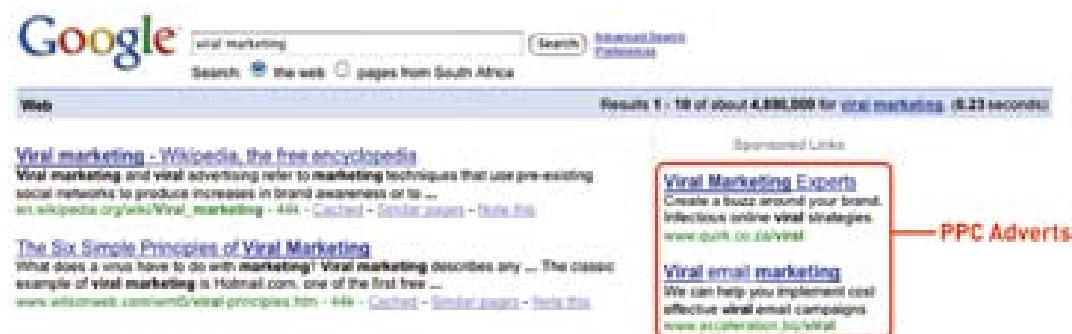 Google
viral marketing
Search
Advanced Search
Preferences
Search: the web pages from South Africa
Web
Results 1 - 10 of about for viral marketing. (0.23 seconds)
Sponsored Links
Viral marketing - Wikipedia, the free encyclopedia
Viral marketing and viral advertising refer to marketing techniques that use pre-existing
social networks to produce increases in brand awareness or to ...
en.wikipedia.org/wiki/Viral_marketing - 44k - Cached - Similar pages - Note this
The Six Simple Principles of Viral Marketing
What does a virus have to do with marketing? Viral marketing describes any ... The classic
example of viral marketing is Hotmail.com, one of the first free ...
www.wilsonweb.com/wmt5/viral-principles.htm - 44k - Cached - Similar pages - Note this
Viral Marketing Experts
Create a buzz around your brand.
Infectious online viral strategies.
www.quirk.co.za/viral
Viral email marketing
We can help you implement cost
effective viral email campaigns
PPC Adverts